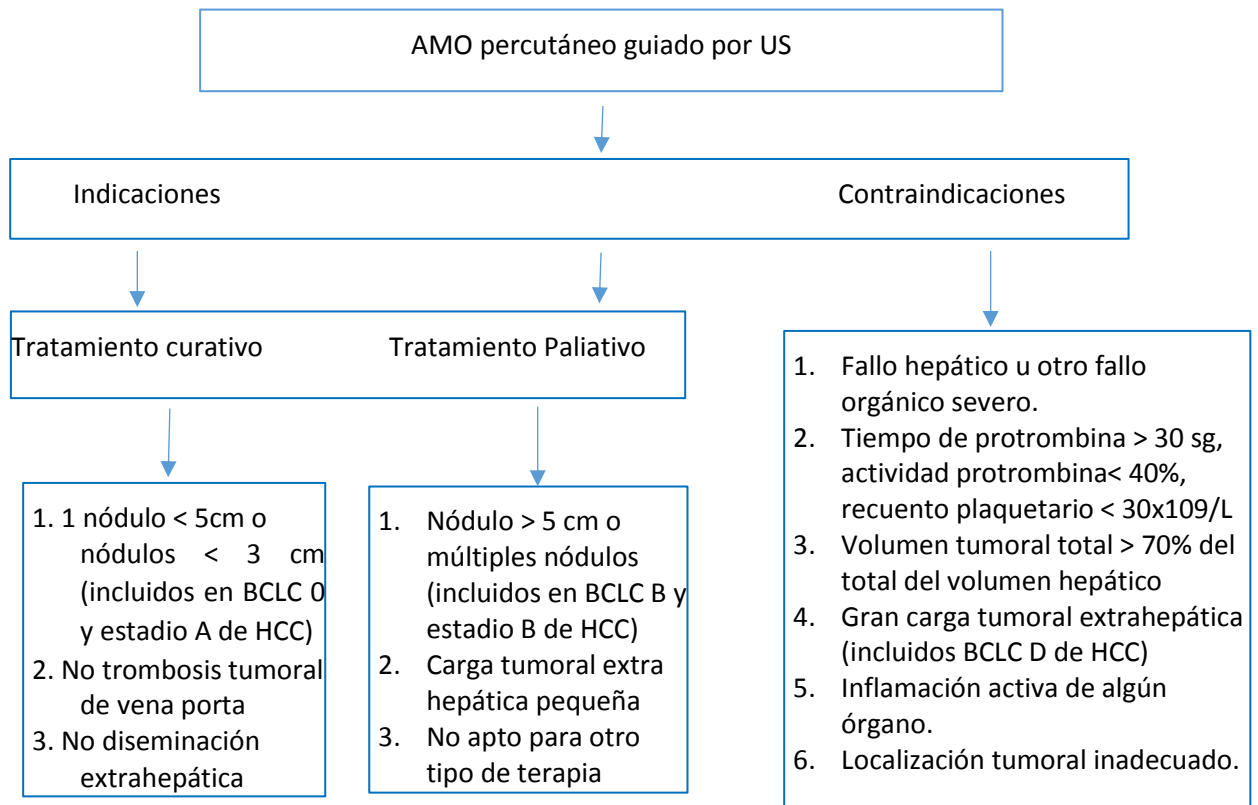 AMO percutáneo guiado por US
Indicaciones
Contraindicaciones
Tratamiento curativo
Tratamiento Paliativo
1. 1 nódulo < 5cm o
nódulos < 3 cm
(incluidos en BCLC 0
y estadio A de HCC)
2. No trombosis tumoral
de vena porta
3. No diseminación
extrahepática
1. Nódulo > 5 cm o
múltiples nódulos
(incluidos en BCLC B y
estadio B de HCC)
2. Carga tumoral extra
hepática pequeña
3. No apto para otro
tipo de terapia
1. Fallo hepático u otro fallo
orgánico severo.
2. Tiempo de protrombina > 30 sg,
actividad protrombina< 40%,
recuento plaquetario < 30x109/L
3. Volumen tumoral total > 70% del
total del volumen hepático
4. Gran carga tumoral extrahepática
(incluidos BCLC D de HCC)
5. Inflamación activa de algún
órgano.
6. Localización tumoral inadecuado.